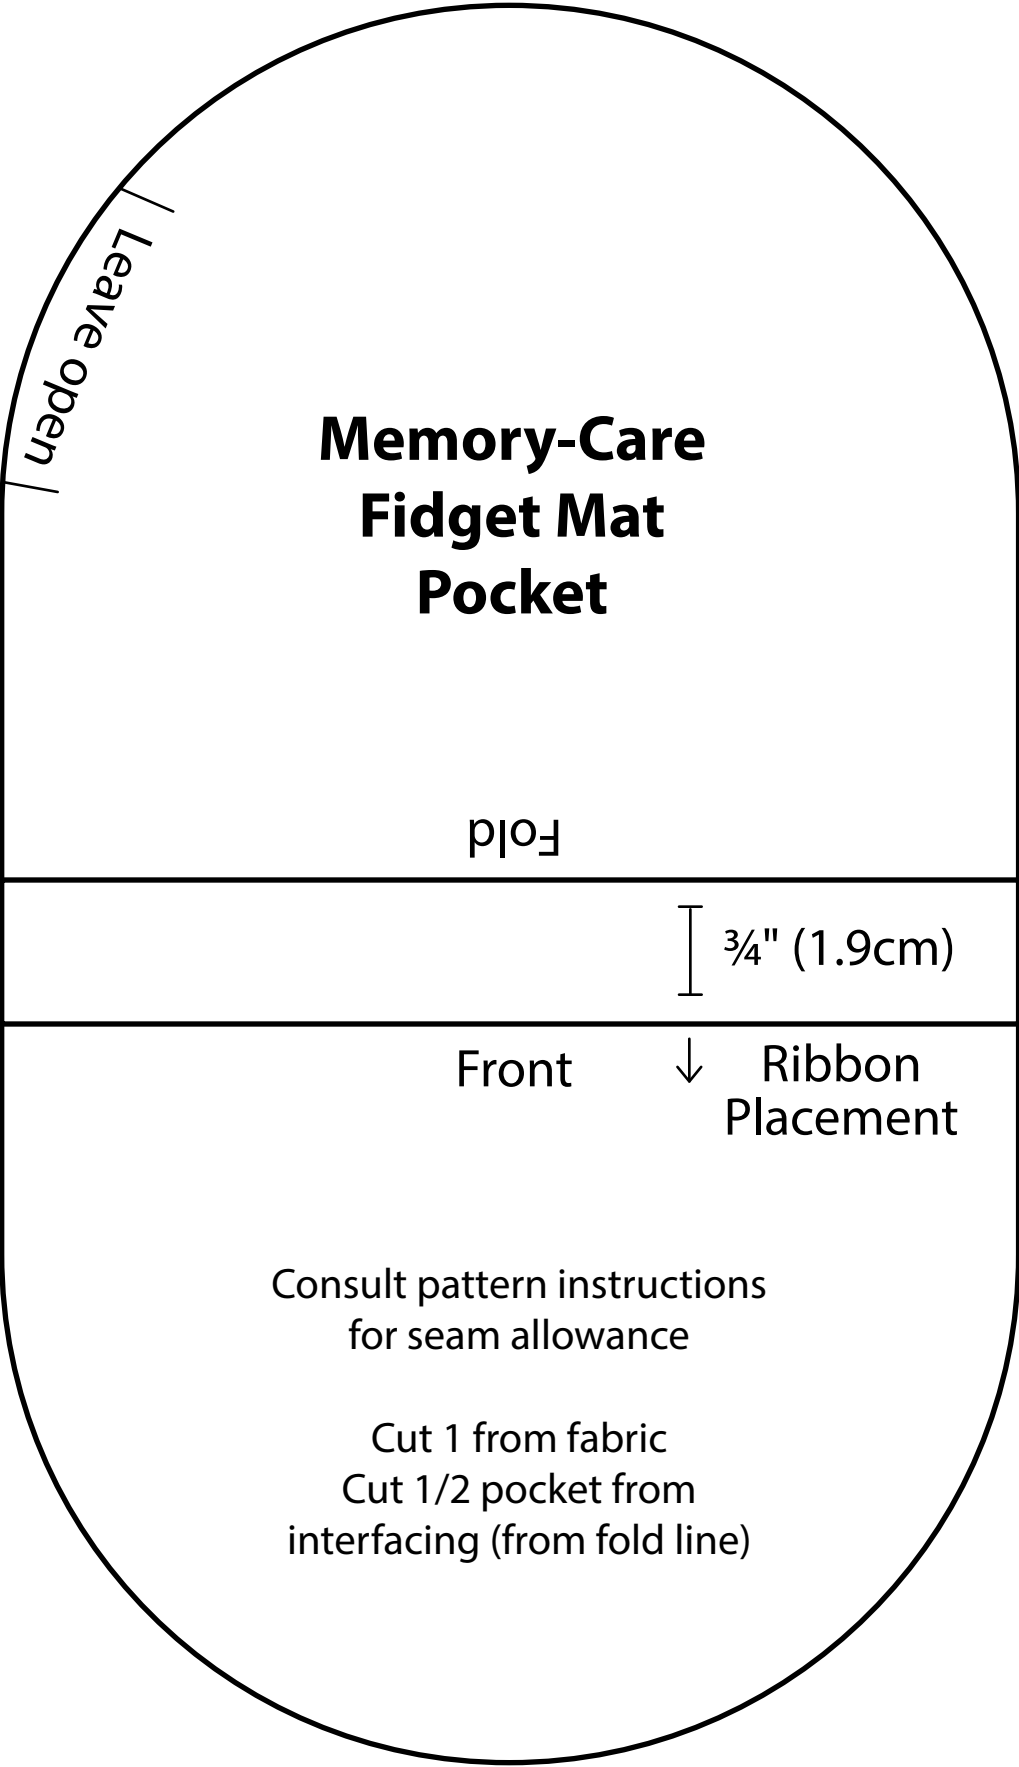 Leave open
Memory-Care
Fidget Mat
Pocket
Fold
¾" (1.9cm)
Front
Ribbon
Placement
Consult pattern instructions
for seam allowance
Cut 1 from fabric
Cut 1/2 pocket from
interfacing (from fold line)